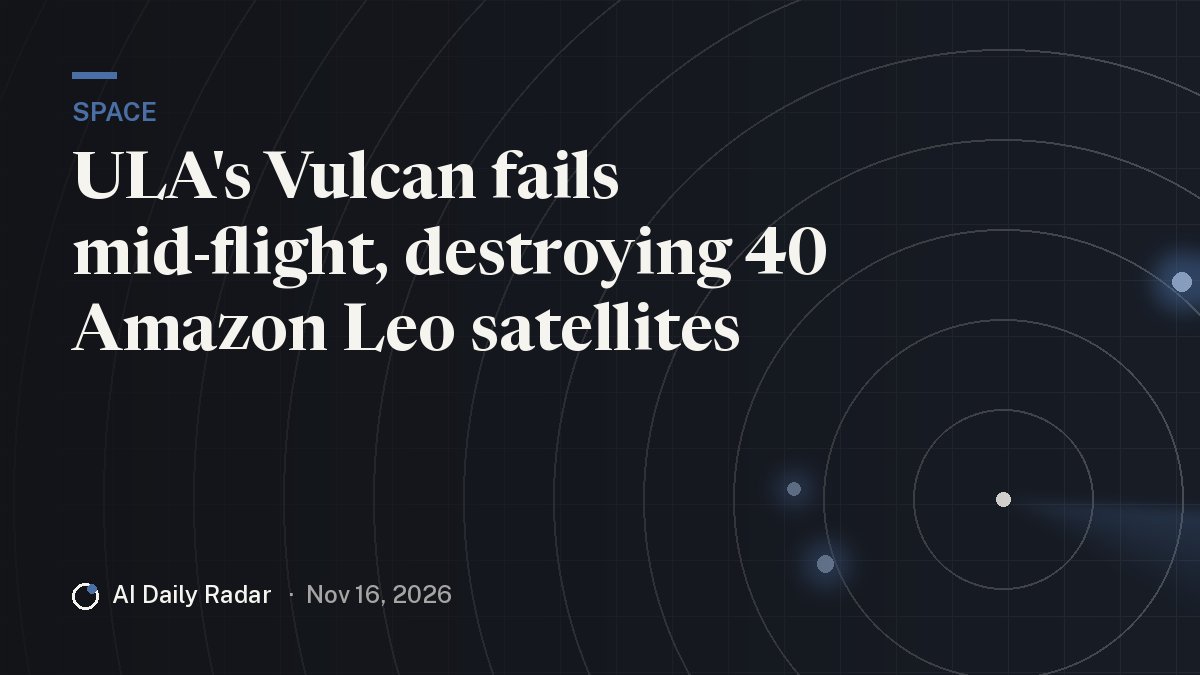 SPACE
ULA's Vulcan fails
mid-flight, destroying 40
Amazon Leo satellites
AI Daily Radar · Nov 16, 2026